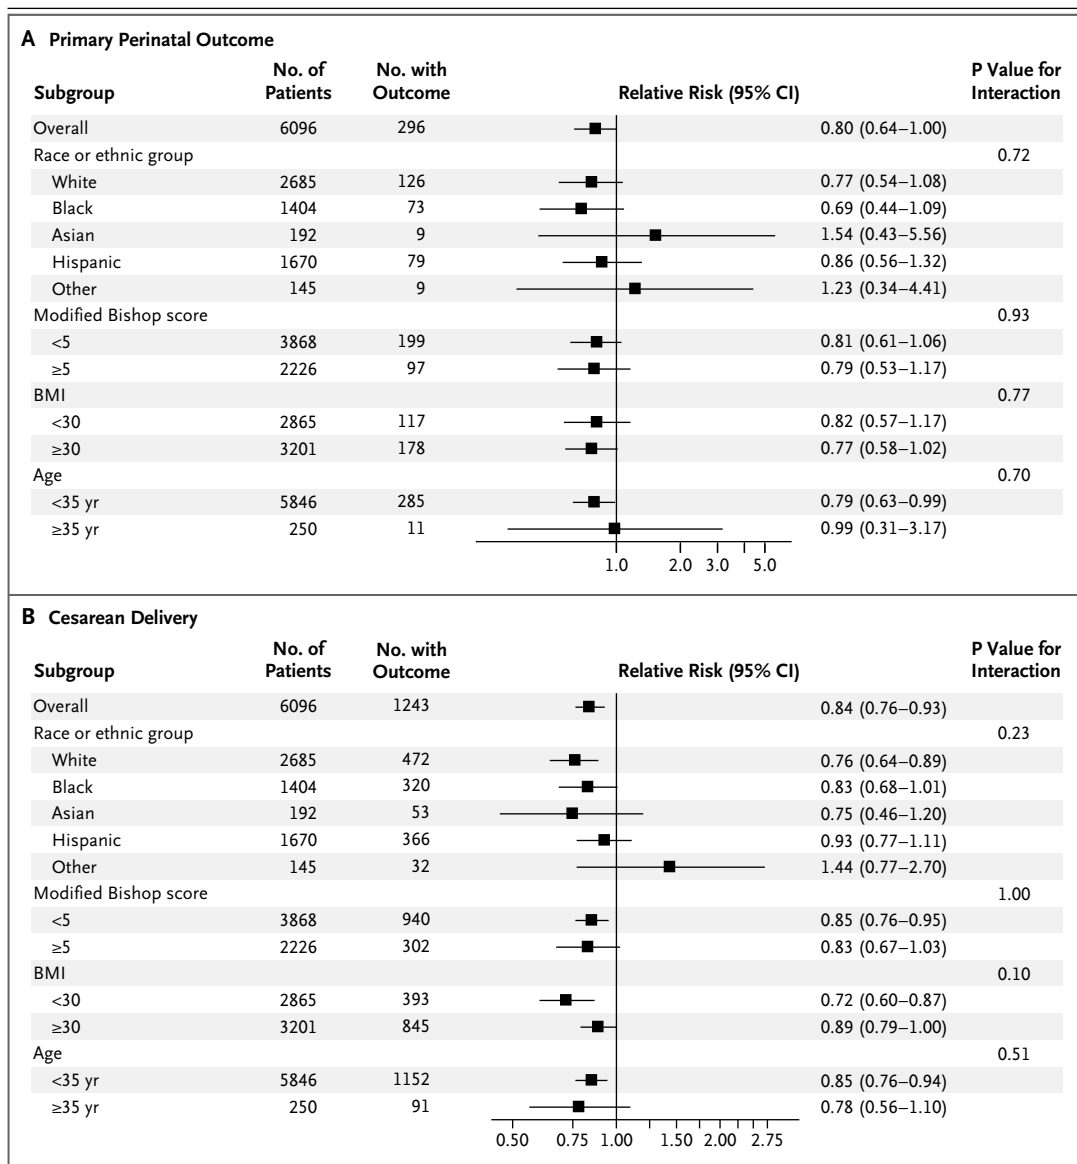 A Primary Perinatal Outcome
Subgroup No. of Patients No. with Outcome Relative Risk (95% CI) P Value for Interaction
Overall 6096 296 0.80 (0.64–1.00)
Race or ethnic group 0.72
White 2685 126 0.77 (0.54–1.08)
Black 1404 73 0.69 (0.44–1.09)
Asian 192 9 1.54 (0.43–5.56)
Hispanic 1670 79 0.86 (0.56–1.32)
Other 145 9 1.23 (0.34–4.41)
Modified Bishop score 0.93
<5 3868 199 0.81 (0.61–1.06)
≥5 2226 97 0.79 (0.53–1.17)
BMI 0.77
<30 2865 117 0.82 (0.57–1.17)
≥30 3201 178 0.77 (0.58–1.02)
Age 0.70
<35 yr 5846 285 0.79 (0.63–0.99)
≥35 yr 250 11 0.99 (0.31–3.17)
1.0 2.0 3.0 5.0
B Cesarean Delivery
Subgroup No. of Patients No. with Outcome Relative Risk (95% CI) P Value for Interaction
Overall 6096 1243 0.84 (0.76–0.93)
Race or ethnic group 0.23
White 2685 472 0.76 (0.64–0.89)
Black 1404 320 0.83 (0.68–1.01)
Asian 192 53 0.75 (0.46–1.20)
Hispanic 1670 366 0.93 (0.77–1.11)
Other 145 32 1.44 (0.77–2.70)
Modified Bishop score 1.00
<5 3868 940 0.85 (0.76–0.95)
≥5 2226 302 0.83 (0.67–1.03)
BMI 0.10
<30 2865 393 0.72 (0.60–0.87)
≥30 3201 845 0.89 (0.79–1.00)
Age 0.51
<35 yr 5846 1152 0.85 (0.76–0.94)
≥35 yr 250 91 0.78 (0.56–1.10)
0.50 0.75 1.00 1.50 2.00 2.75